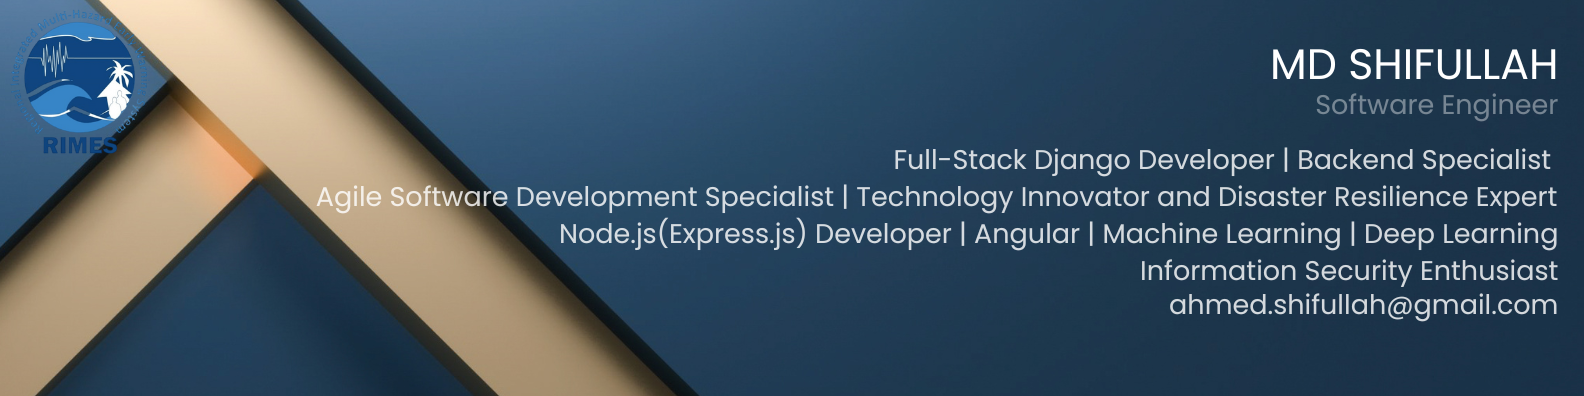 RIMES
MD SHIFULLAH
Software Engineer
Full-Stack Django Developer | Backend Specialist
Agile Software Development Specialist | Technology Innovator and Disaster Resilience Expert
Node.js(Express.js) Developer | Angular | Machine Learning | Deep Learning
Information Security Enthusiast
ahmed.shifullah@gmail.com